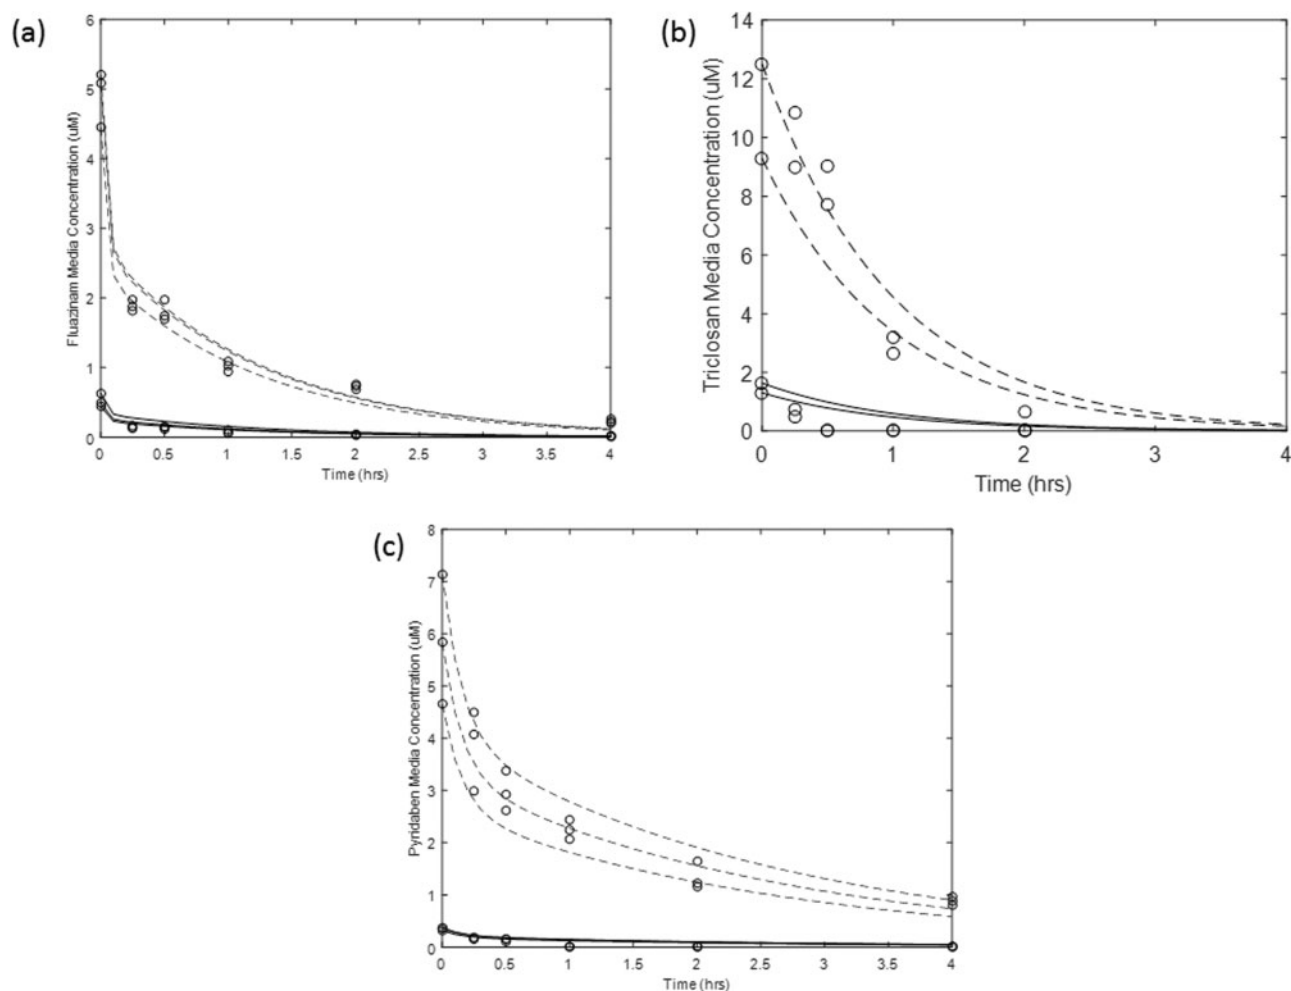 (a)
6
5
4
3
2
1
0
Fluazinam Media Concentration (uM)
0 0.5 1 1.5 2 2.5 3 3.5 4
Time (hrs)
(b)
14
12
10
8
6
4
2
0
Triclosan Media Concentration (uM)
0 1 2 3 4
Time (hrs)
(c)
8
7
6
5
4
3
2
1
0
Pyridaben Media Concentration (uM)
0 0.5 1 1.5 2 2.5 3 3.5 4
Time (hrs)